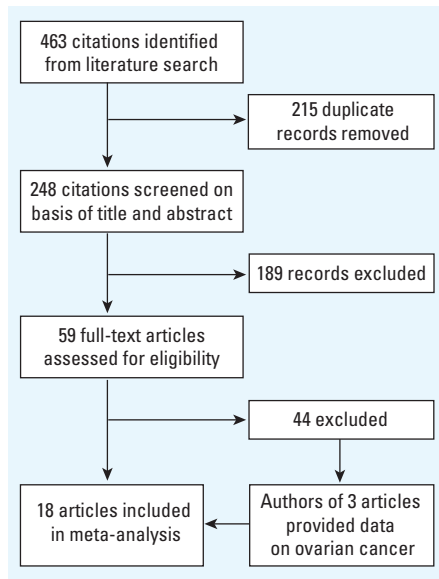 463 citations identified
from literature search
215 duplicate
records removed
248 citations screened on
basis of title and abstract
189 records excluded
59 full-text articles
assessed for eligibility
44 excluded
18 articles included
in meta-analysis
Authors of 3 articles
provided data
on ovarian cancer